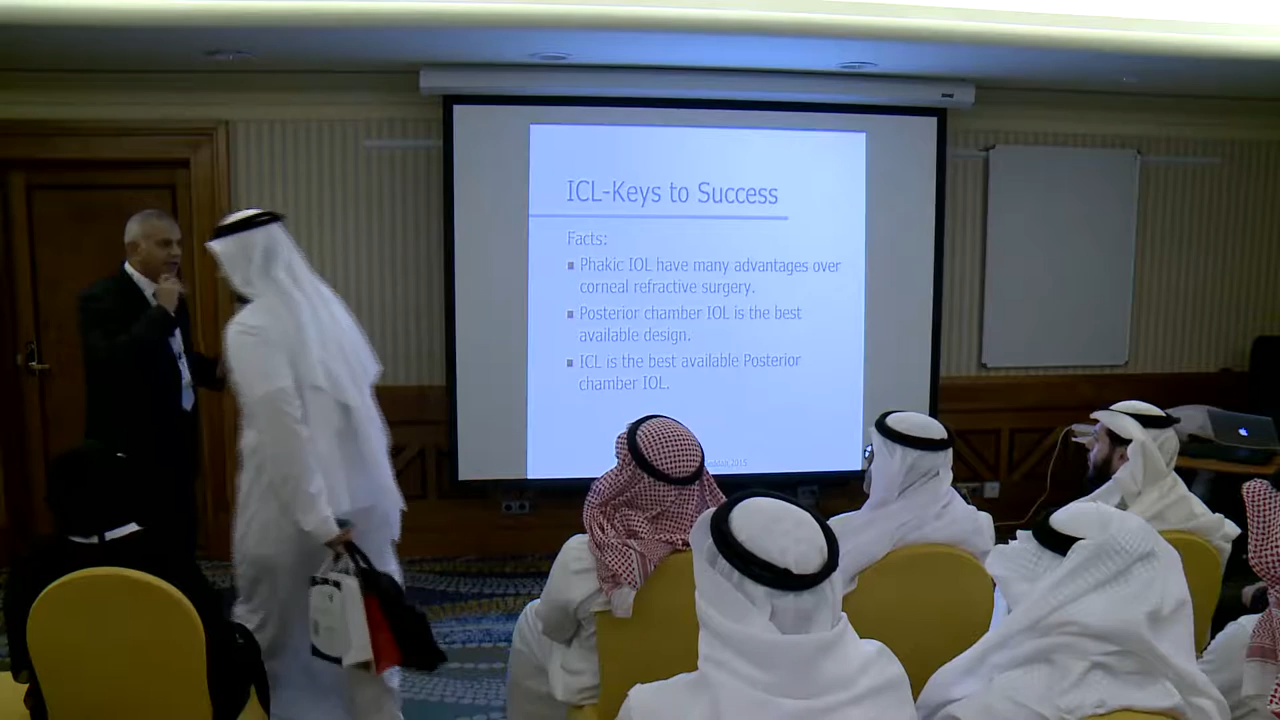 ICL-Keys to Success
Facts:
Phakic IOL have many advantages over
corneal refractive surgery.
Posterior chamber IOL is the best
available design.
ICL is the best available Posterior
chamber IOL.
2015